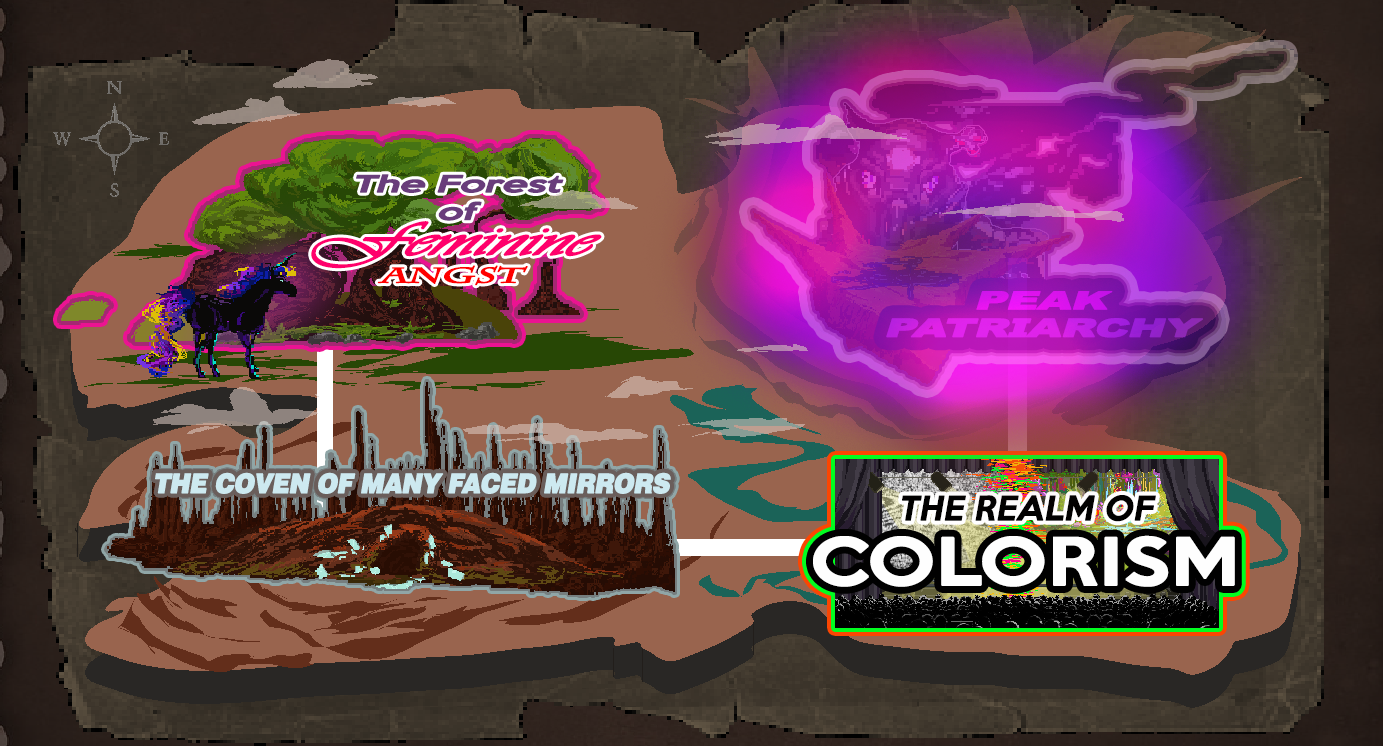 N
W E
S
The Forest
of
feminine
ANGST
PEAK
PATRIARCHY
THE COVEN OF MANY FACED MIRRORS
THE REALM OF
COLORISM